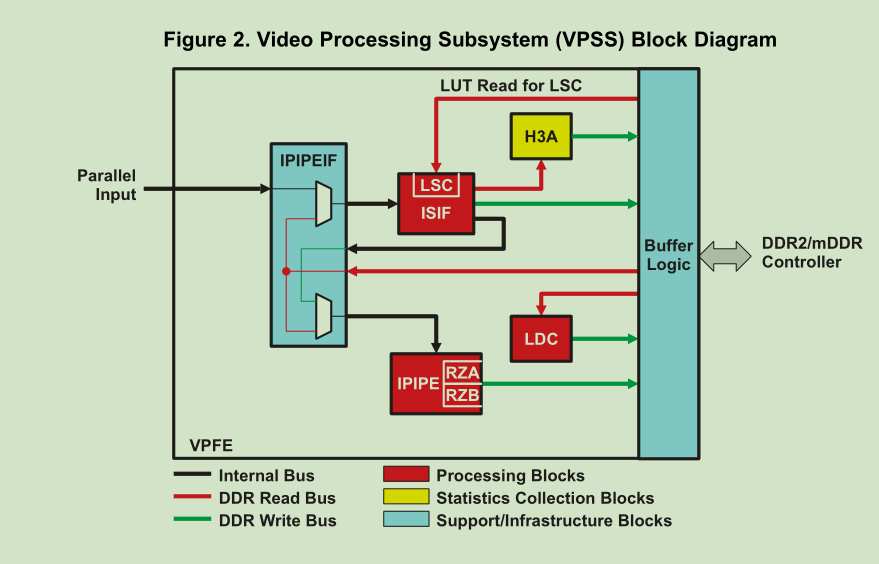 Figure 2. Video Processing Subsystem (VPSS) Block Diagram
LUT Read for LSC
H3A
IPIPEIF
Parallel
Input
LSC
ISIF
Buffer
Logic
DDR2/mDDR
Controller
LDC
IPIPE
RZA
RZB
VPFE
Internal Bus
DDR Read Bus
DDR Write Bus
Processing Blocks
Statistics Collection Blocks
Support/Infrastructure Blocks